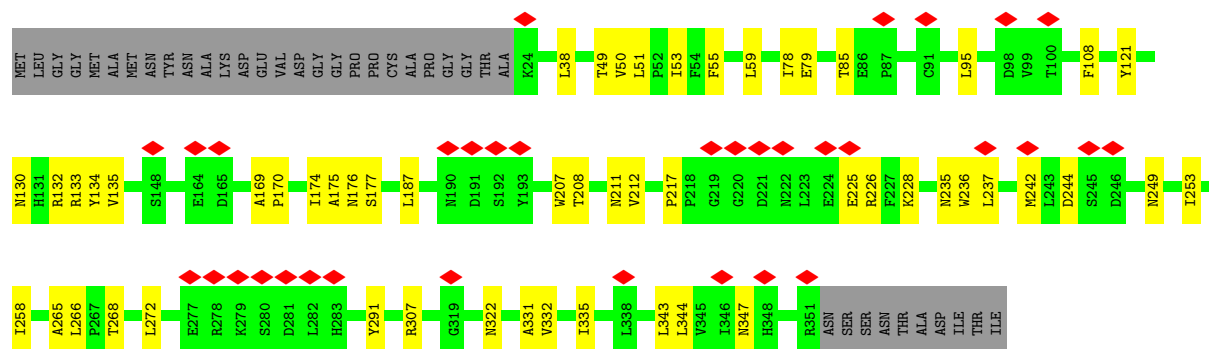 MET LEU GLY GLY MET ALA MET ASN TYR ASN ALA LYS ASP GLU VAL ASP GLY GLY PRO PRO CYS ALA PRO GLY GLY THR ALA K24 L38 T49 V50 L51 P52 I53 F54 F55 L59 I78 E79 T85 E86 P87 C91 L95 D98 V99 T100 F108 Y121
N130 H131 R132 R133 Y134 V135 S148 E164 D165 A169 P170 I174 A175 N176 S177 L187 N190 D191 S192 Y193 W207 T208 N211 V212 P217 P218 G219 G220 D221 N222 L223 E224 E225 R226 F227 K228 N235 W236 L237 M242 L243 D244 S245 D246 N249 I253
I258 A265 L266 P267 T268 L272 E277 R278 K279 S280 D281 L282 H283 Y291 R307 G319 N322 A331 V332 I335 L338 L343 L344 V345 I346 N347 H348 R351 ASN SER SER ASN THR ALA ASP ILE THR ILE